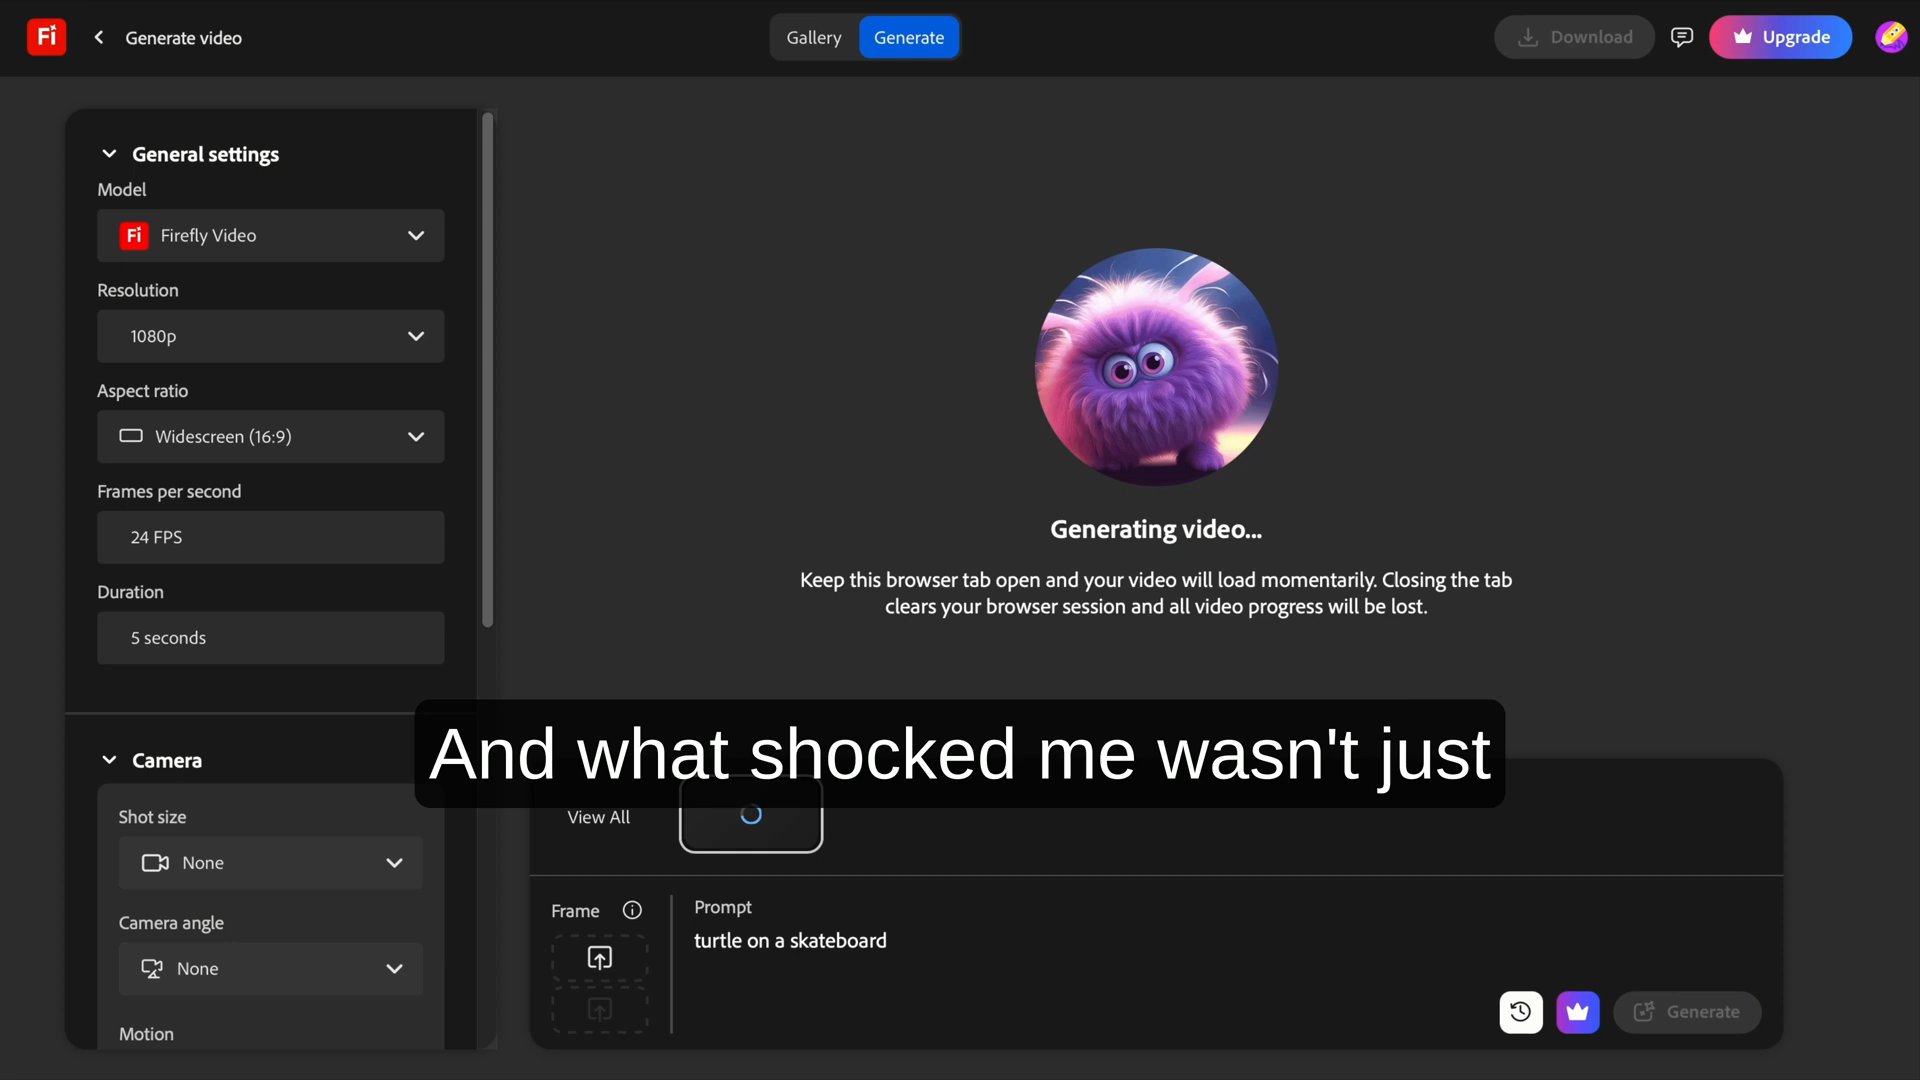 Fi
Generate video
Gallery
Generate
Download
Upgrade
General settings
Model
Fi Firefly Video
Resolution
1080p
Aspect ratio
Widescreen (16:9)
Frames per second
24 FPS
Duration
5 seconds
Camera
Shot size
None
Camera angle
None
Motion
Generating video...
Keep this browser tab open and your video will load momentarily. Closing the tab
clears your browser session and all video progress will be lost.
And what shocked me wasn't just
View All
Frame
Prompt
turtle on a skateboard
Generate